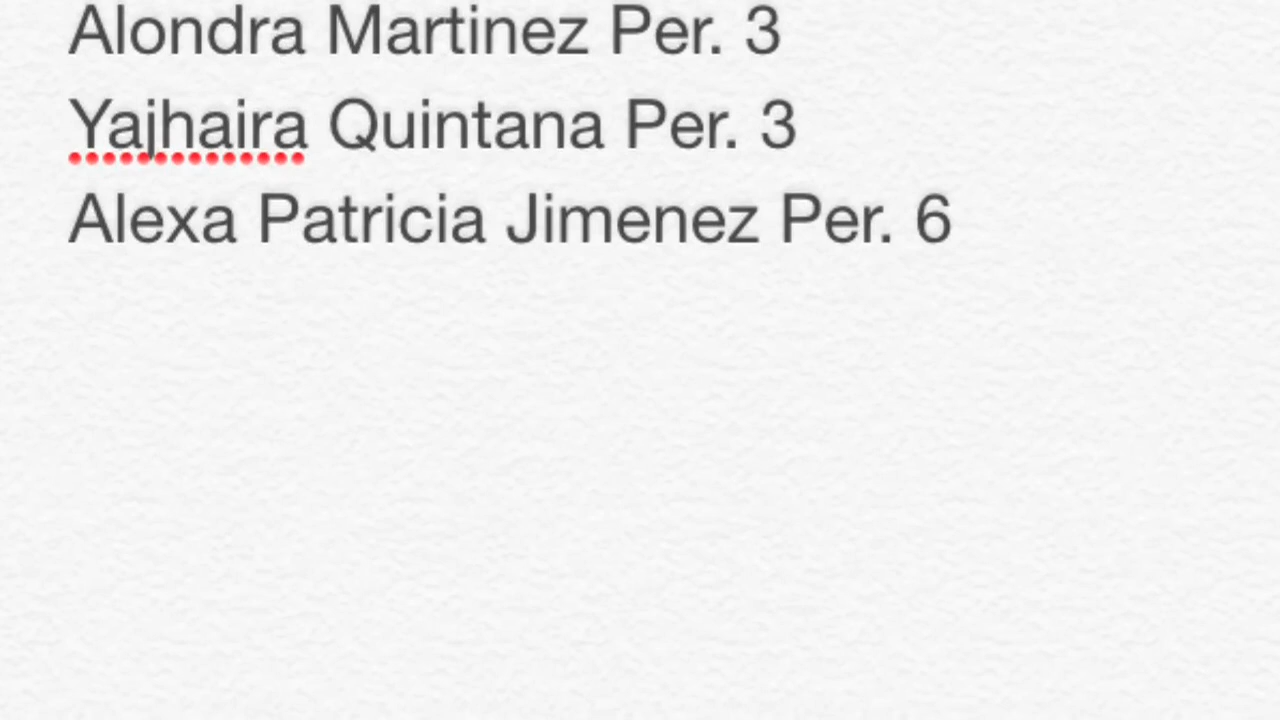 Alondra Martinez Per. 3
Yajhaira Quintana Per. 3
Alexa Patricia Jimenez Per. 6